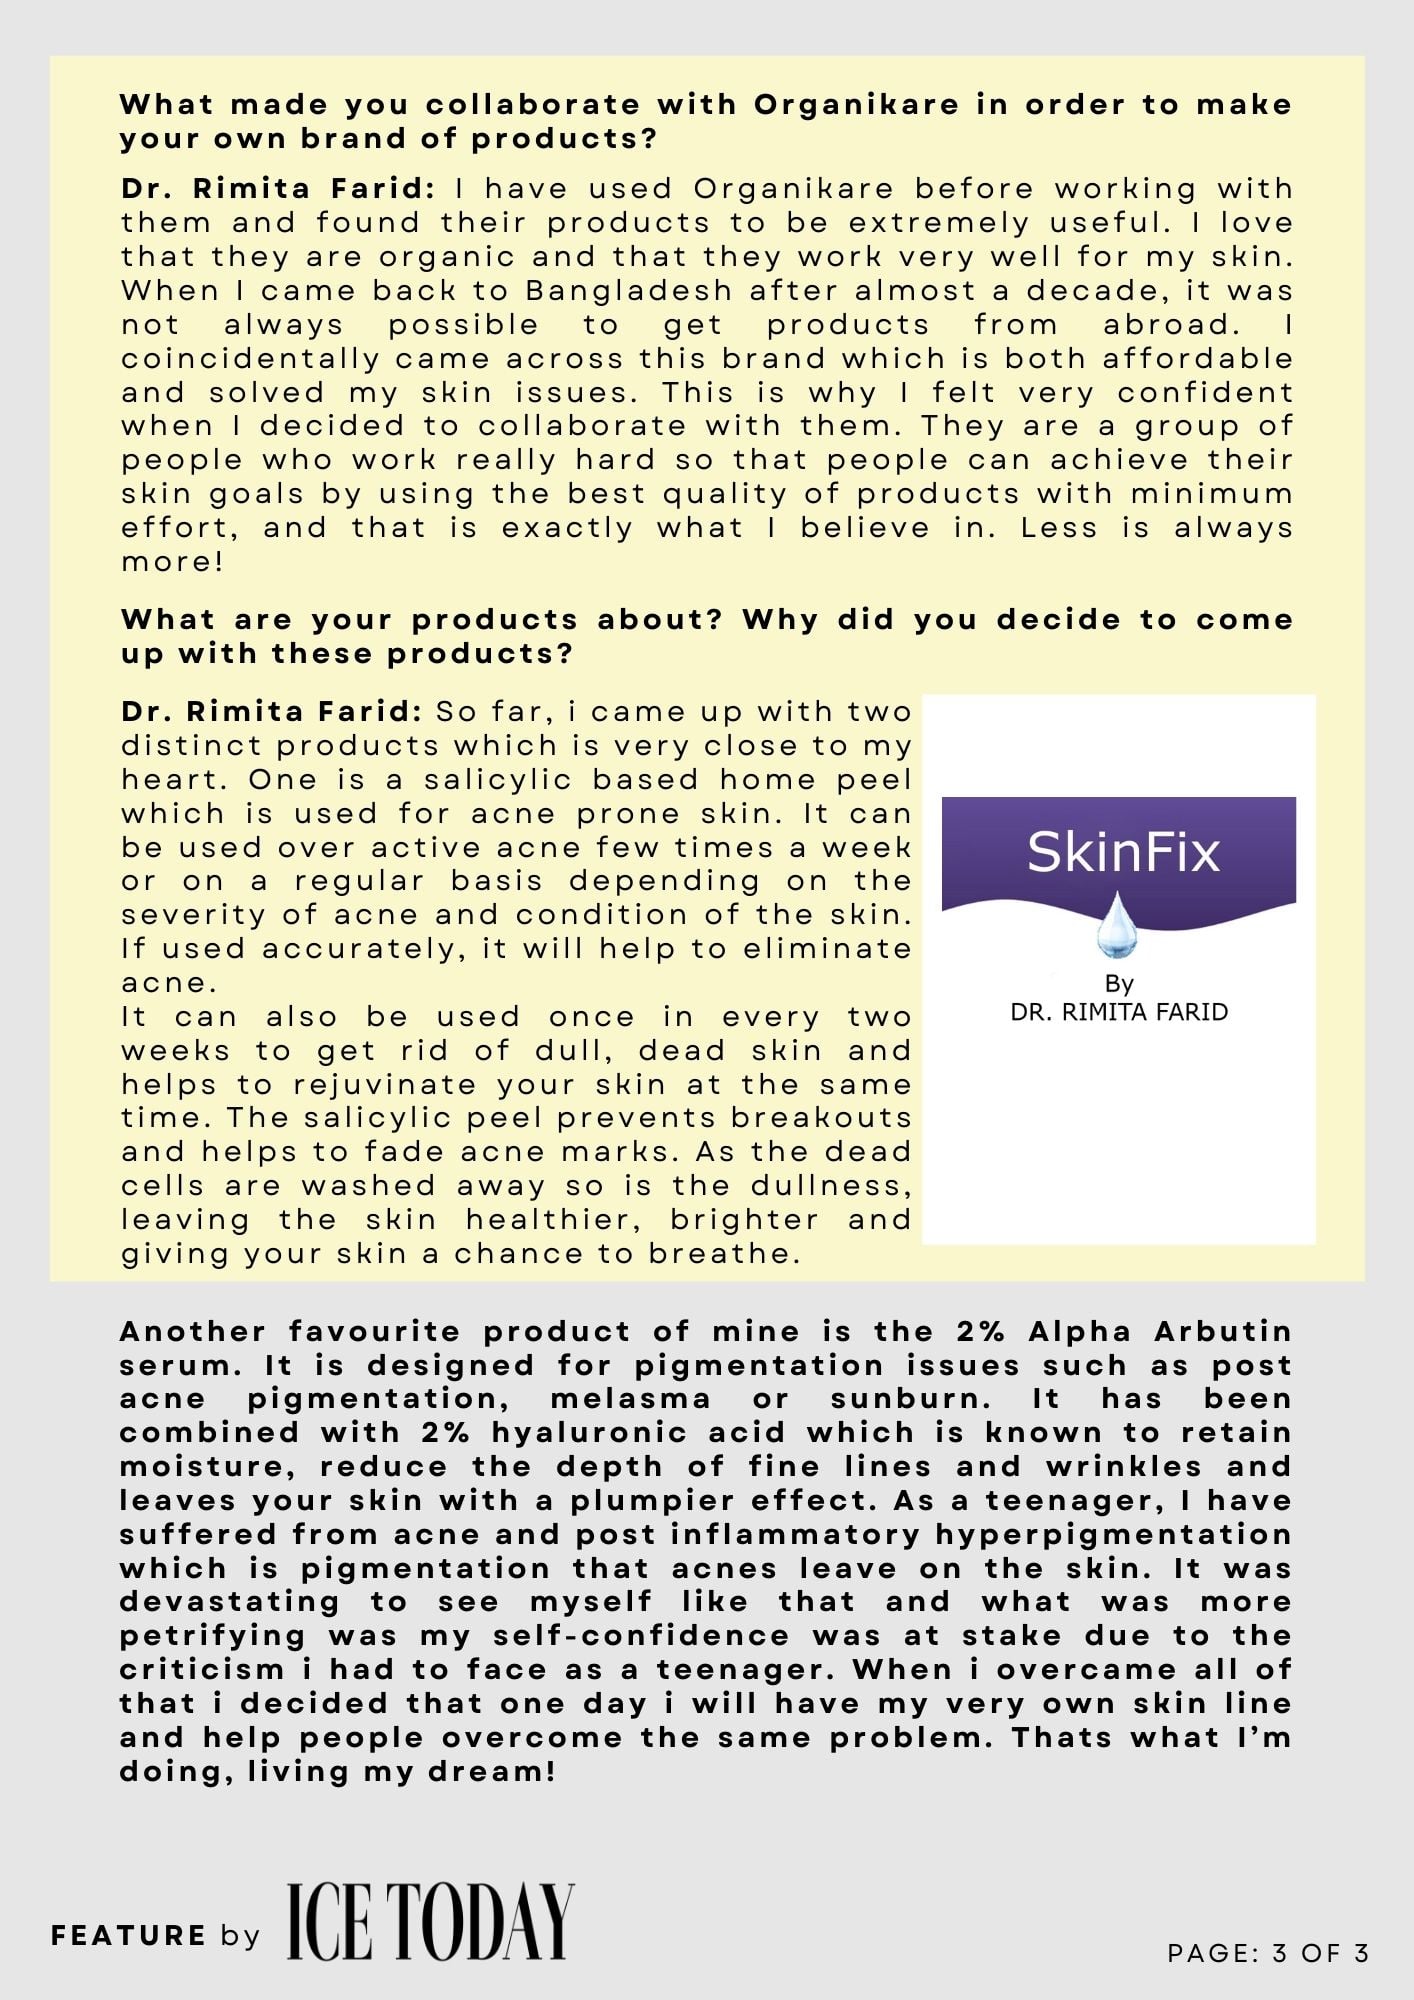 What made you collaborate with Organikare in order to make
your own brand of products?
Dr. Rimita Farid: I have used Organikare before working with
them and found their products to be extremely useful. I love
that they are organic and that they work very well for my skin.
When I came back to Bangladesh after almost a decade, it was
not always possible to get products from abroad. I
coincidentally came across this brand which is both affordable
and solved my skin issues. This is why I felt very confident
when I decided to collaborate with them. They are a group of
people who work really hard so that people can achieve their
skin goals by using the best quality of products with minimum
effort, and that is exactly what I believe in. Less is always
more!
What are your products about? Why did you decide to come
up with these products?
Dr. Rimita Farid: So far, i came up with two
distinct products which is very close to my
heart. One is a salicylic based home peel
which is used for acne prone skin. It can
be used over active acne few times a week
or on a regular basis depending on the
severity of acne and condition of the skin.
If used accurately, it will help to eliminate
acne.
It can also be used once in every two
weeks to get rid of dull, dead skin and
helps to rejuvinate your skin at the same
time. The salicylic peel prevents breakouts
and helps to fade acne marks. As the dead
cells are washed away so is the dullness,
leaving the skin healthier, brighter and
giving your skin a chance to breathe.
SkinFix
By
DR. RIMITA FARID
Another favourite product of mine is the 2% Alpha Arbutin
serum. It is designed for pigmentation issues such as post
acne pigmentation, melasma or sunburn. It has been
combined with 2% hyaluronic acid which is known to retain
moisture, reduce the depth of fine lines and wrinkles and
leaves your skin with a plumpier effect. As a teenager, I have
suffered from acne and post inflammatory hyperpigmentation
which is pigmentation that acnes leave on the skin. It was
devastating to see myself like that and what was more
petrifying was my self-confidence was at stake due to the
criticism i had to face as a teenager. When i overcame all of
that i decided that one day i will have my very own skin line
and help people overcome the same problem. Thats what I’m
doing, living my dream!
FEATURE by ICE TODAY
PAGE: 3 OF 3